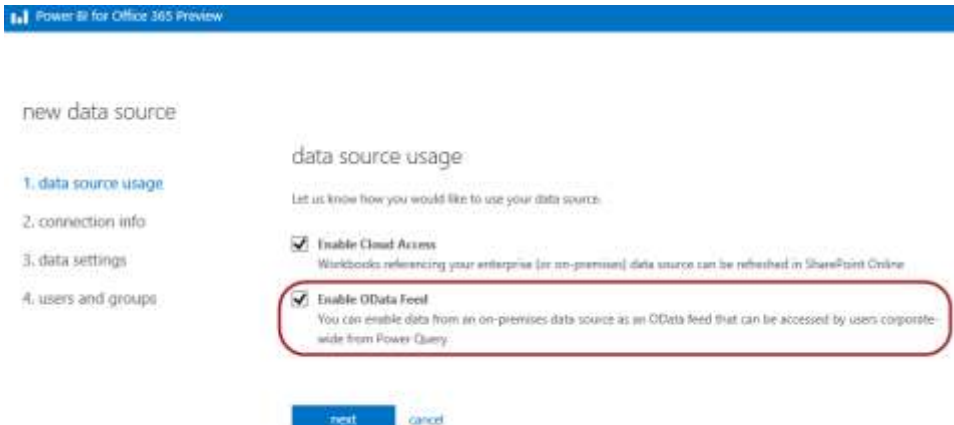 Power BI for Office 365 Preview
new data source
data source usage
1. data source usage
Let us know how you would like to use your data source.
2. connection info
Enable Cloud Access
3. data settings
Workbooks referencing your enterprise (or on-premises) data source can be refreshed in SharePoint Online
4. users and groups
Enable OData Feed
You can enable data from an on-premises data source as an OData feed that can be accessed by users corporate-
wide from Power Query
next cancel